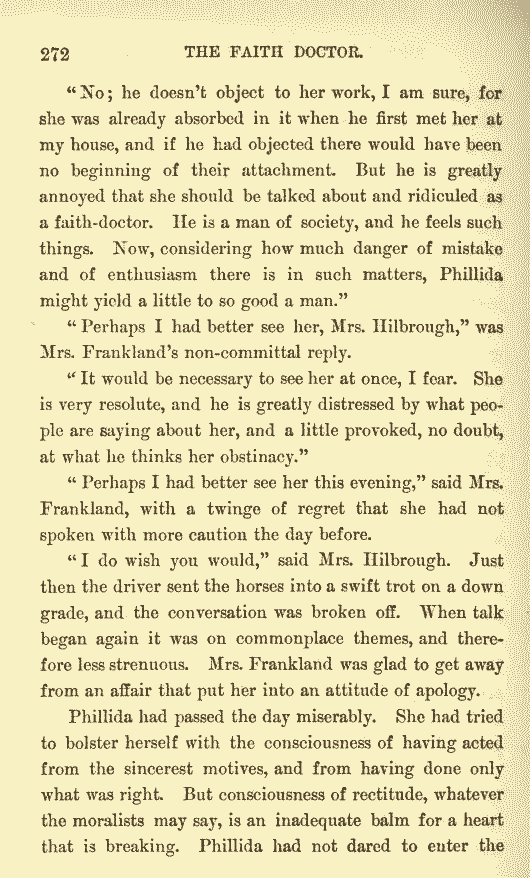 272 THE FAITH DOCTOR.
“No; he doesn’t object to her work, I am sure, for
she was already absorbed in it when he first met her at
my house, and if he had objected there would have been
no beginning of their attachment. But he is greatly
annoyed that she should be talked about and ridiculed as
a faith-doctor. He is a man of society, and he feels such
things. Now, considering how much danger of mistake
and of enthusiasm there is in such matters, Phillida
might yield a little to so good a man.”
“Perhaps I had better see her, Mrs. Hilbrough,” was
Mrs. Frankland’s non-committal reply.
“It would be necessary to see her at once, I fear. She
is very resolute, and he is greatly distressed by what peo-
ple are saying about her, and a little provoked, no doubt,
at what he thinks her obstinacy.”
“Perhaps I had better see her this evening,” said Mrs.
Frankland, with a twinge of regret that she had not
spoken with more caution the day before.
“I do wish you would,” said Mrs. Hilbrough. Just
then the driver sent the horses into a swift trot on a down
grade, and the conversation was broken off. When talk
began again it was on commonplace themes, and there-
fore less strenuous. Mrs. Frankland was glad to get away
from an affair that put her into an attitude of apology.
Phillida had passed the day miserably. She had tried
to bolster herself with the consciousness of having acted
from the sincerest motives, and from having done only
what was right. But consciousness of rectitude, whatever
the moralists may say, is an inadequate balm for a heart
that is breaking. Phillida had not dared to enter the